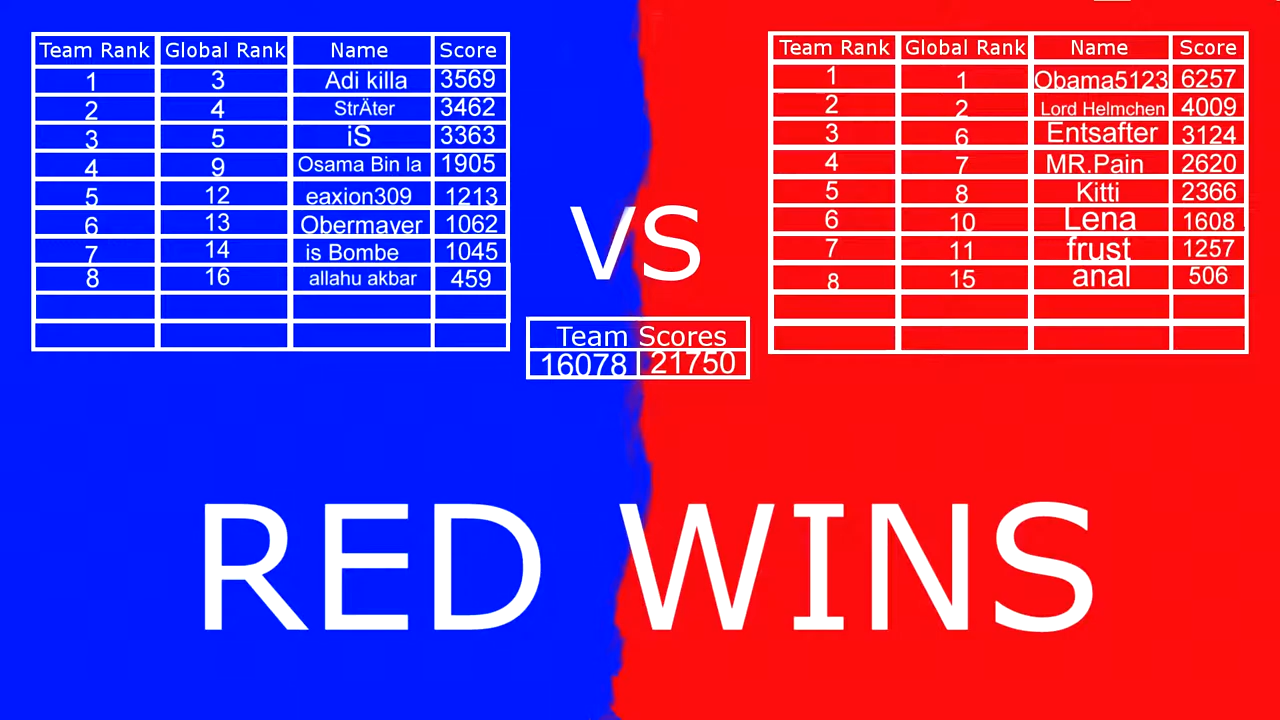 Team Rank Global Rank Name Score
1 3 Adi killa 3569
2 4 StrÄter 3462
3 5 iS 3363
4 9 Osama Bin la 1905
5 12 eaxion309 1213
6 13 Obermayer 1062
7 14 is Bombe 1045
8 16 allahu akbar 459
VS
Team Rank Global Rank Name Score
1 1 Obama5123 6257
2 2 Lord Helmchen 4009
3 6 Entsafter 3124
4 7 MR.Pain 2620
5 8 Kitti 2366
6 10 Lena 1608
7 11 frust 1257
8 15 anal 506
Team Scores
16078 21750
RED WINS